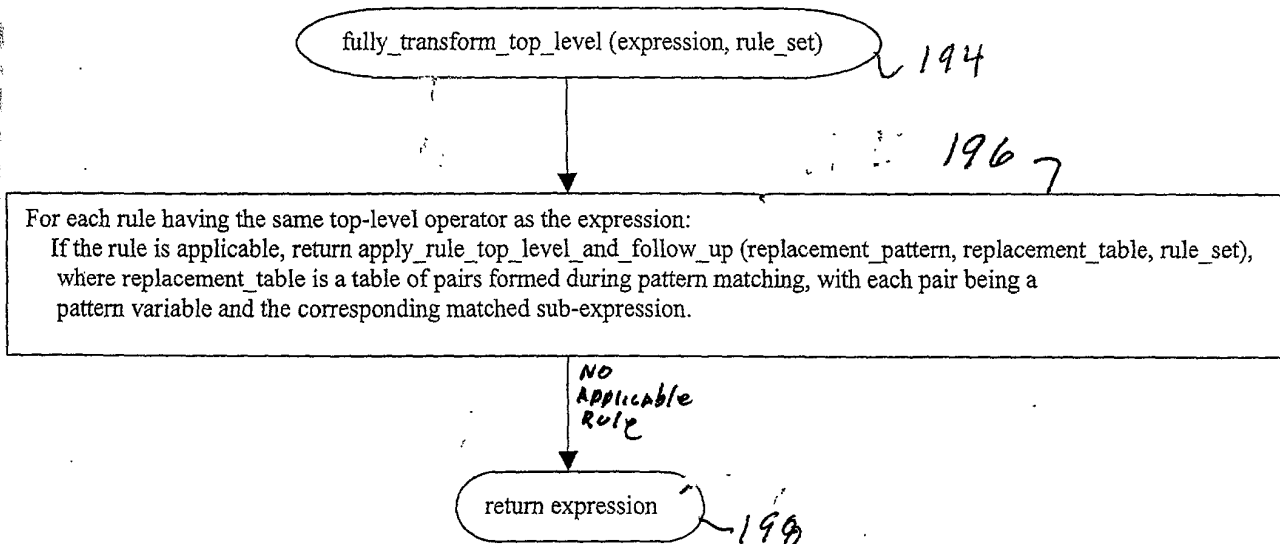 fully_transform_top_level (expression, rule_set)
194
196
For each rule having the same top-level operator as the expression:
If the rule is applicable, return apply_rule_top_level_and_follow_up (replacement_pattern, replacement_table, rule_set),
where replacement_table is a table of pairs formed during pattern matching, with each pair being a
pattern variable and the corresponding matched sub-expression.
NO
Applicable
Rule
return expression